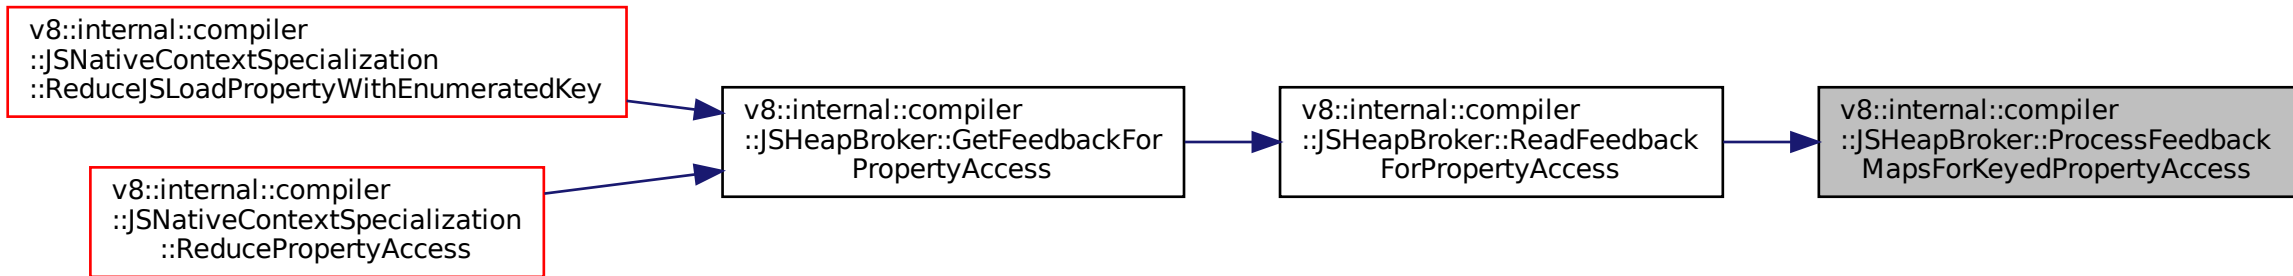 v8::internal::compiler
::JSNativeContextSpecialization
::ReduceJSLoadPropertyWithEnumeratedKey
v8::internal::compiler
::JSNativeContextSpecialization
::ReducePropertyAccess
v8::internal::compiler
::JSHeapBroker::GetFeedbackFor
PropertyAccess
v8::internal::compiler
::JSHeapBroker::ReadFeedback
ForPropertyAccess
v8::internal::compiler
::JSHeapBroker::ProcessFeedback
MapsForKeyedPropertyAccess